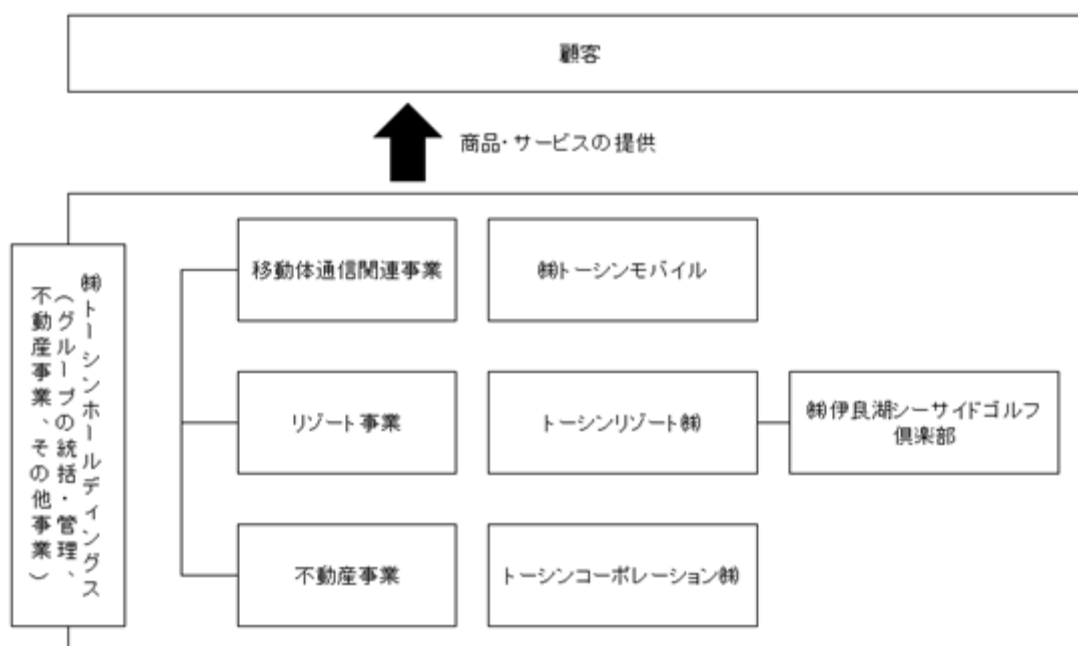 顧客
商品・サービスの提供
㈱トーシンホールディングス
（グループの統括・管理、
不動産事業、その他事業）
移動体通信関連事業
㈱トーシンモバイル
リゾート事業
トーシンリゾート㈱
㈱伊良湖シーサイドゴルフ
倶楽部
不動産事業
トーシンコーポレーション㈱